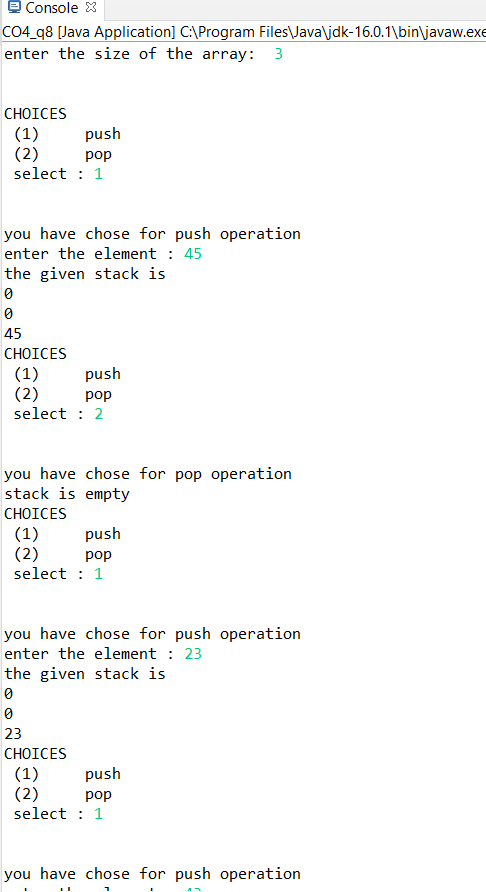 Console
CO4_q8 [Java Application] C:\Program Files\Java\jdk-16.0.1\bin\javaw.exe
enter the size of the array:  3
CHOICES
 (1)     push
 (2)     pop
 select : 1
you have chose for push operation
enter the element : 45
the given stack is
0
0
45
CHOICES
 (1)     push
 (2)     pop
 select : 2
you have chose for pop operation
stack is empty
CHOICES
 (1)     push
 (2)     pop
 select : 1
you have chose for push operation
enter the element : 23
the given stack is
0
0
23
CHOICES
 (1)     push
 (2)     pop
 select : 1
you have chose for push operation